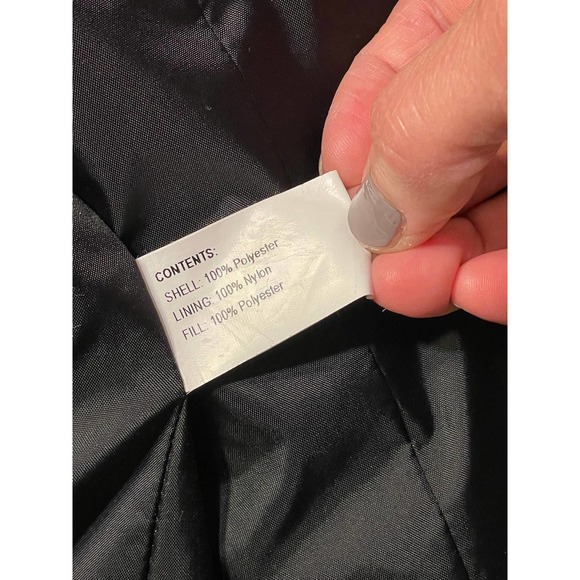 CONTENTS:
SHELL: 100% Polyester
LINING: 100% Nylon
FILL: 100% Polyester